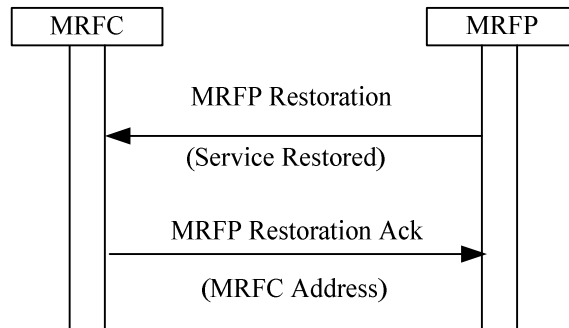 MRFC
MRFP
MRFP Restoration
(Service Restored)
MRFP Restoration Ack
(MRFC Address)